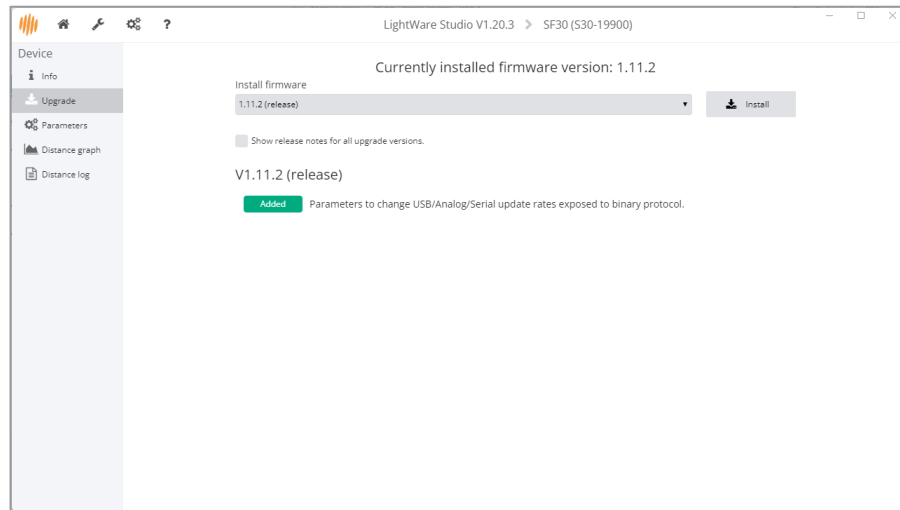 LightWare Studio V1.20.3 > SF30 (S30-19900)
Device
Info
Upgrade
Parameters
Distance graph
Distance log
Currently installed firmware version: 1.11.2
Install firmware
1.11.2 (release)
Install
Show release notes for all upgrade versions.
V1.11.2 (release)
Added Parameters to change USB/Analog/Serial update rates exposed to binary protocol.